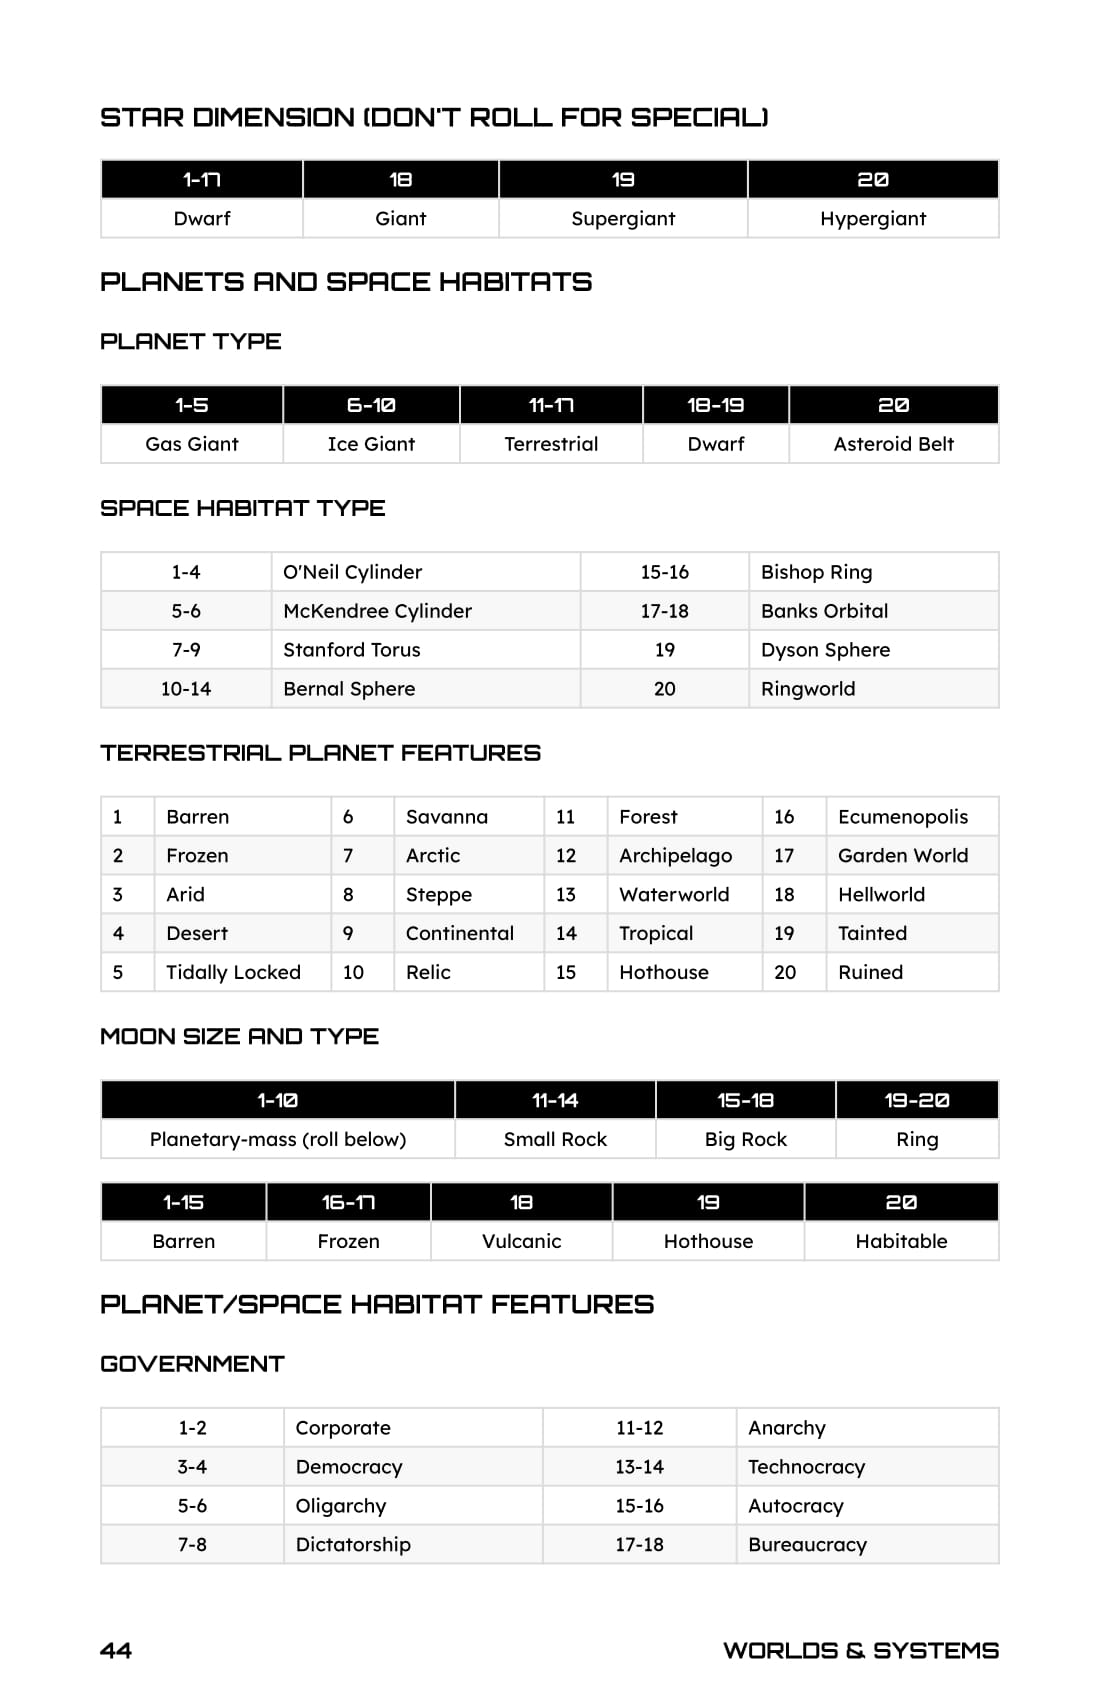 STAR DIMENSION (DON'T ROLL FOR SPECIAL)
1-17 18 19 20
Dwarf Giant Supergiant Hypergiant
PLANETS AND SPACE HABITATS
PLANET TYPE
1-5 6-10 11-17 18-19 20
Gas Giant Ice Giant Terrestrial Dwarf Asteroid Belt
SPACE HABITAT TYPE
1-4 O'Neil Cylinder 15-16 Bishop Ring
5-6 McKendree Cylinder 17-18 Banks Orbital
7-9 Stanford Torus 19 Dyson Sphere
10-14 Bernal Sphere 20 Ringworld
TERRESTRIAL PLANET FEATURES
1 Barren 6 Savanna 11 Forest 16 Ecumenopolis
2 Frozen 7 Arctic 12 Archipelago 17 Garden World
3 Arid 8 Steppe 13 Waterworld 18 Hellworld
4 Desert 9 Continental 14 Tropical 19 Tainted
5 Tidally Locked 10 Relic 15 Hothouse 20 Ruined
MOON SIZE AND TYPE
1-10 11-14 15-18 19-20
Planetary-mass (roll below) Small Rock Big Rock Ring
1-15 16-17 18 19 20
Barren Frozen Vulcanic Hothouse Habitable
PLANET/SPACE HABITAT FEATURES
GOVERNMENT
1-2 Corporate 11-12 Anarchy
3-4 Democracy 13-14 Technocracy
5-6 Oligarchy 15-16 Autocracy
7-8 Dictatorship 17-18 Bureaucracy
44 WORLDS & SYSTEMS